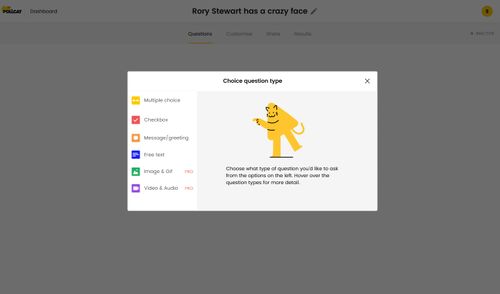 POLLCAT
Dashboard
Rory Stewart has a crazy face
Questions
Customise
Share
Results
Choice question type
Multiple choice
Checkbox
Message/greeting
Free text
Image & Gif
PRO
Video & Audio
PRO
Choose what type of question you'd like to ask
from the options on the left. Hover over the
question types for more detail.